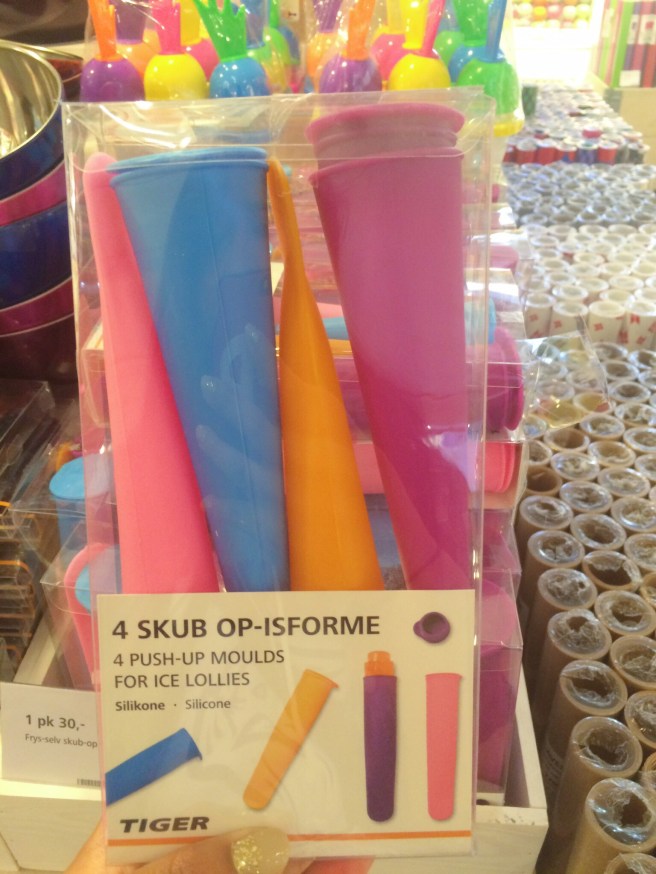 4 SKUB OP-ISFORME
4 PUSH-UP MOULDS
FOR ICE LOLLIES
Silikone · Silicone
TIGER
1 pk 30,-
Frys-selv skub-op